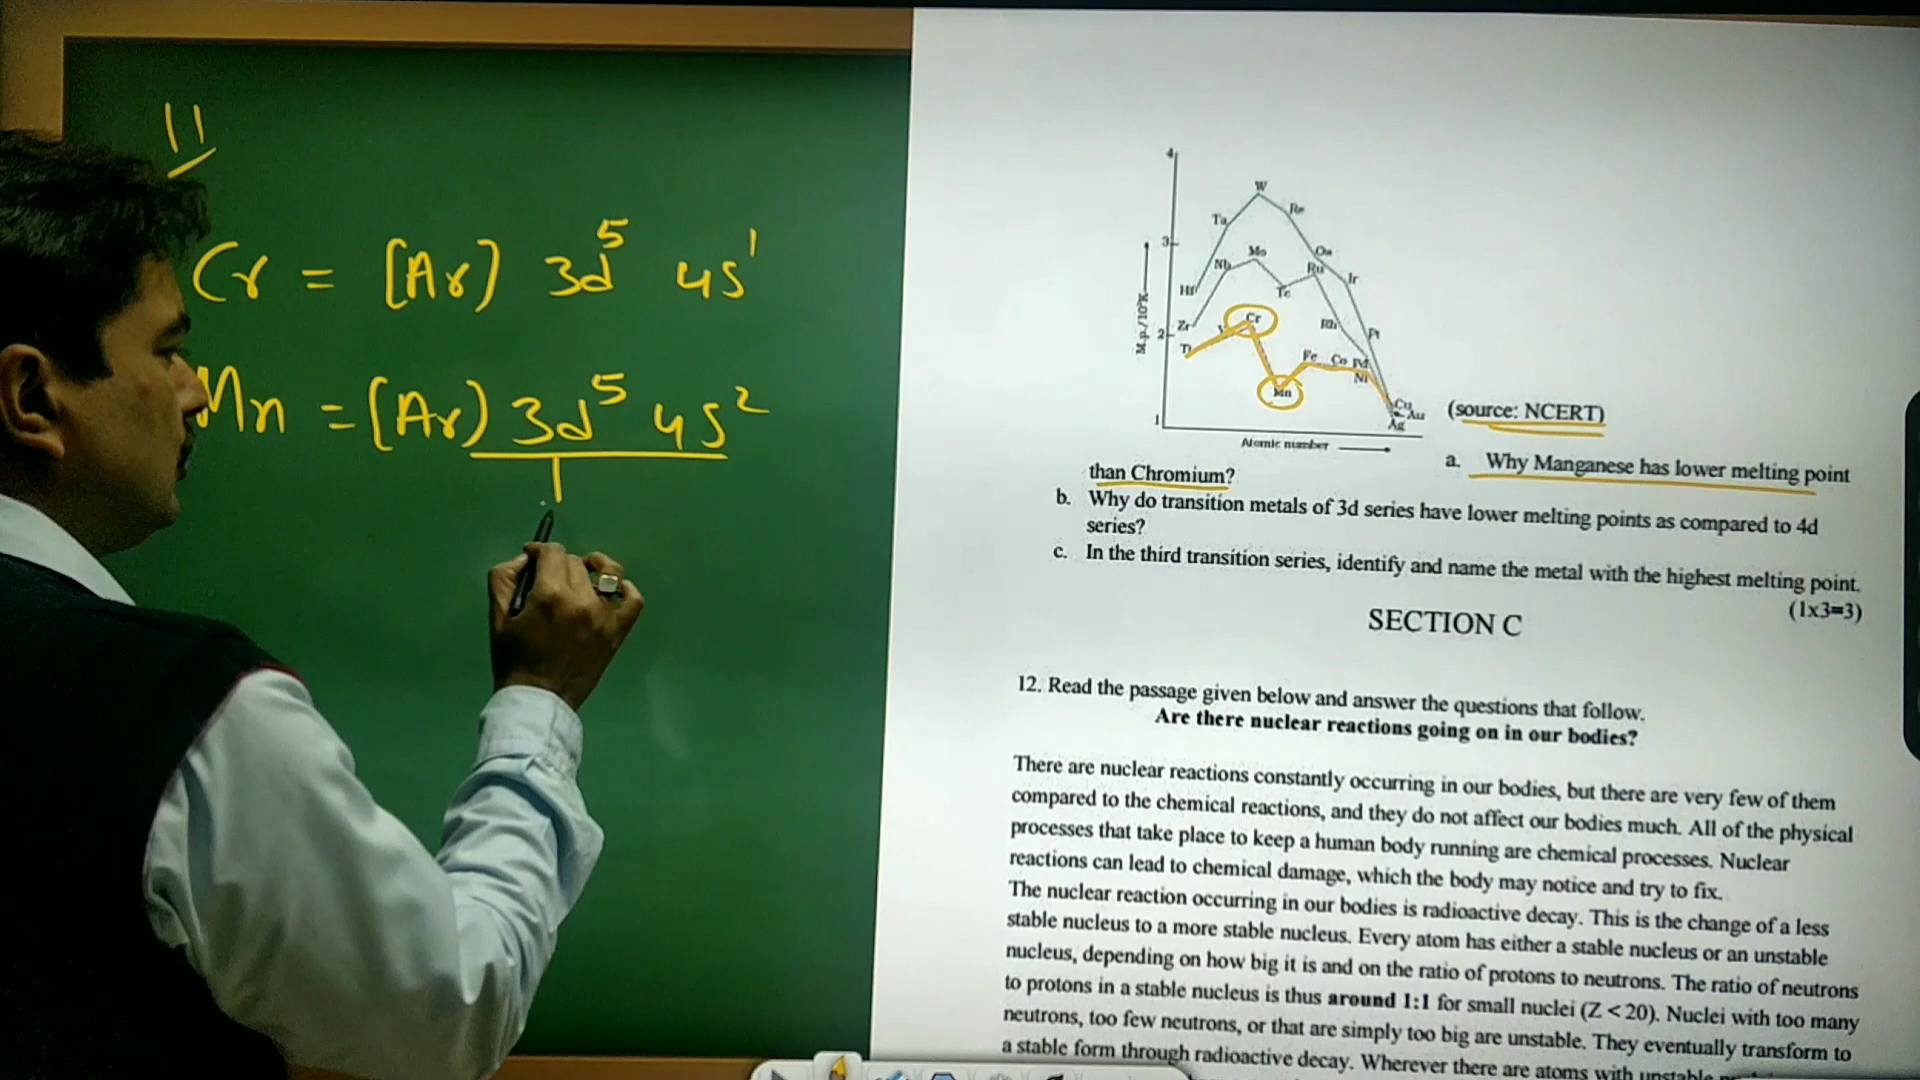 11
Cr = [Ar) 3d⁵ 4s¹
Mn = [Ar) 3d⁵ 4s²
4
3
2
1
M.p./10³K
W
Ta
Re
Mo
Os
Nb
Ru
Ir
Hf
Tc
Zr
Cr
Rh
Pt
Ti
Fe Co Pd
Ni
Mn
Cu
Au
Ag
Atomic number
(source: NCERT)
a. Why Manganese has lower melting point
than Chromium?
b. Why do transition metals of 3d series have lower melting points as compared to 4d
series?
c. In the third transition series, identify and name the metal with the highest melting point.
(1x3=3)
SECTION C
12. Read the passage given below and answer the questions that follow.
Are there nuclear reactions going on in our bodies?
There are nuclear reactions constantly occurring in our bodies, but there are very few of them
compared to the chemical reactions, and they do not affect our bodies much. All of the physical
processes that take place to keep a human body running are chemical processes. Nuclear
reactions can lead to chemical damage, which the body may notice and try to fix.
The nuclear reaction occurring in our bodies is radioactive decay. This is the change of a less
stable nucleus to a more stable nucleus. Every atom has either a stable nucleus or an unstable
nucleus, depending on how big it is and on the ratio of protons to neutrons. The ratio of neutrons
to protons in a stable nucleus is thus around 1:1 for small nuclei (Z < 20). Nuclei with too many
neutrons, too few neutrons, or that are simply too big are unstable. They eventually transform to
a stable form through radioactive decay. Wherever there are atoms with unstable